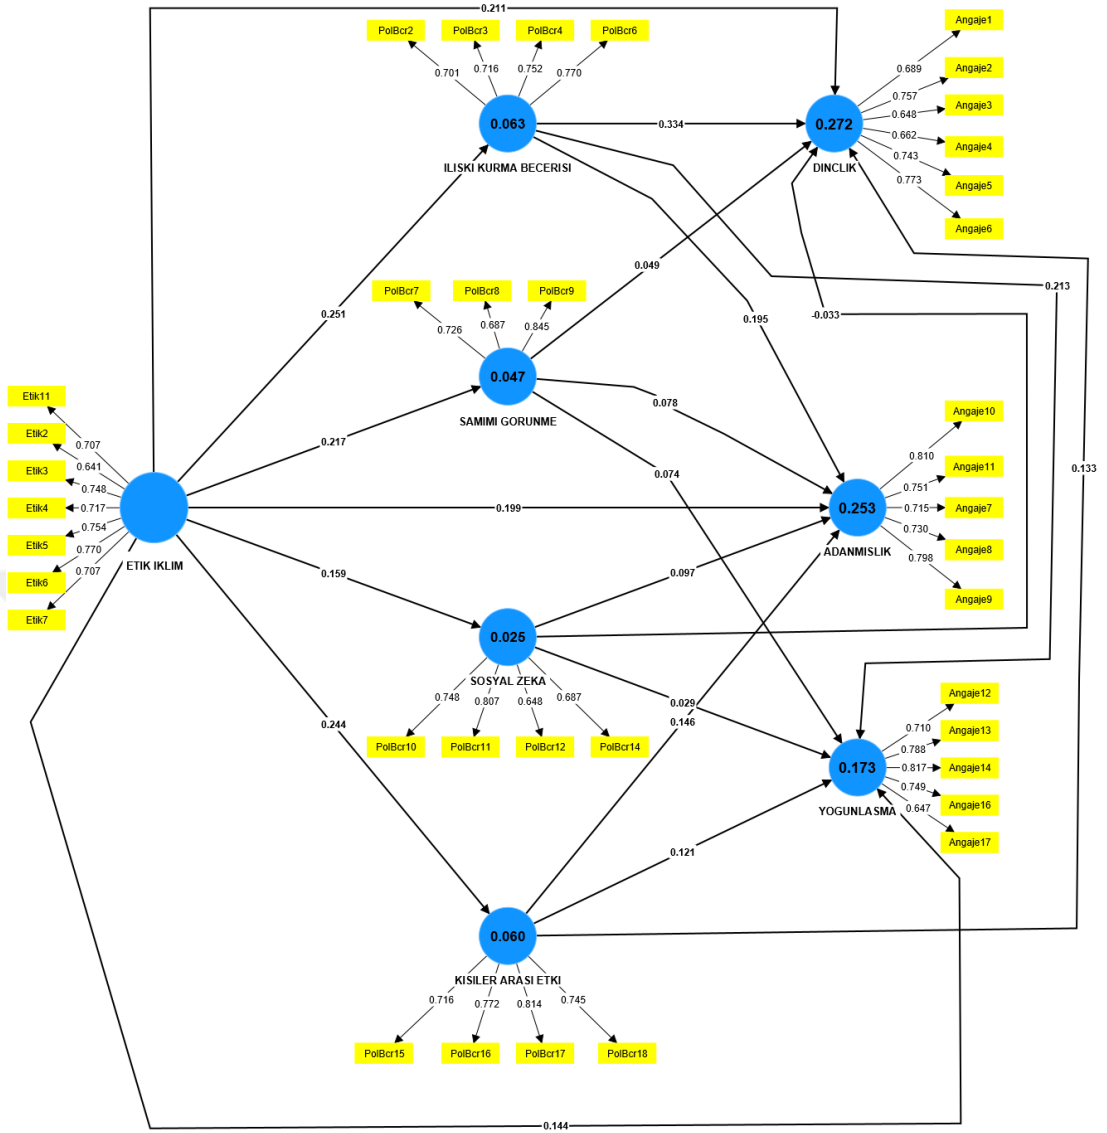 0.211
PolBcr2 PolBcr3 PolBcr4 PolBcr6
0.701 0.716 0.752 0.770
0.063
ILISKI KURMA BECERISI
0.334
Angaje1
Angaje2
Angaje3
Angaje4
Angaje5
Angaje6
0.689
0.757
0.648
0.662
0.743
0.773
0.272
DINCLIK
0.049
0.251
0.195
-0.033
0.213
PolBcr7 PolBcr8 PolBcr9
0.726 0.687 0.845
0.047
SAMIMI GORUNME
0.078
0.217
0.074
0.133
Etik11
Etik2
Etik3
Etik4
Etik5
Etik6
Etik7
0.707
0.641
0.748
0.717
0.754
0.770
0.707
ETIK IKLIM
0.199
Angaje10
Angaje11
Angaje7
Angaje8
Angaje9
0.810
0.751
0.715
0.730
0.798
0.253
ADANMISLIK
0.159
0.097
0.025
SOSYAL ZEKA
0.748 0.807 0.648 0.687
PolBcr10 PolBcr11 PolBcr12 PolBcr14
0.029
0.146
0.244
Angaje12
Angaje13
Angaje14
Angaje16
Angaje17
0.710
0.788
0.817
0.749
0.647
0.173
YOGUNLASMA
0.121
0.060
KISILER ARASI ETKI
0.716 0.772 0.814 0.745
PolBcr15 PolBcr16 PolBcr17 PolBcr18
0.144